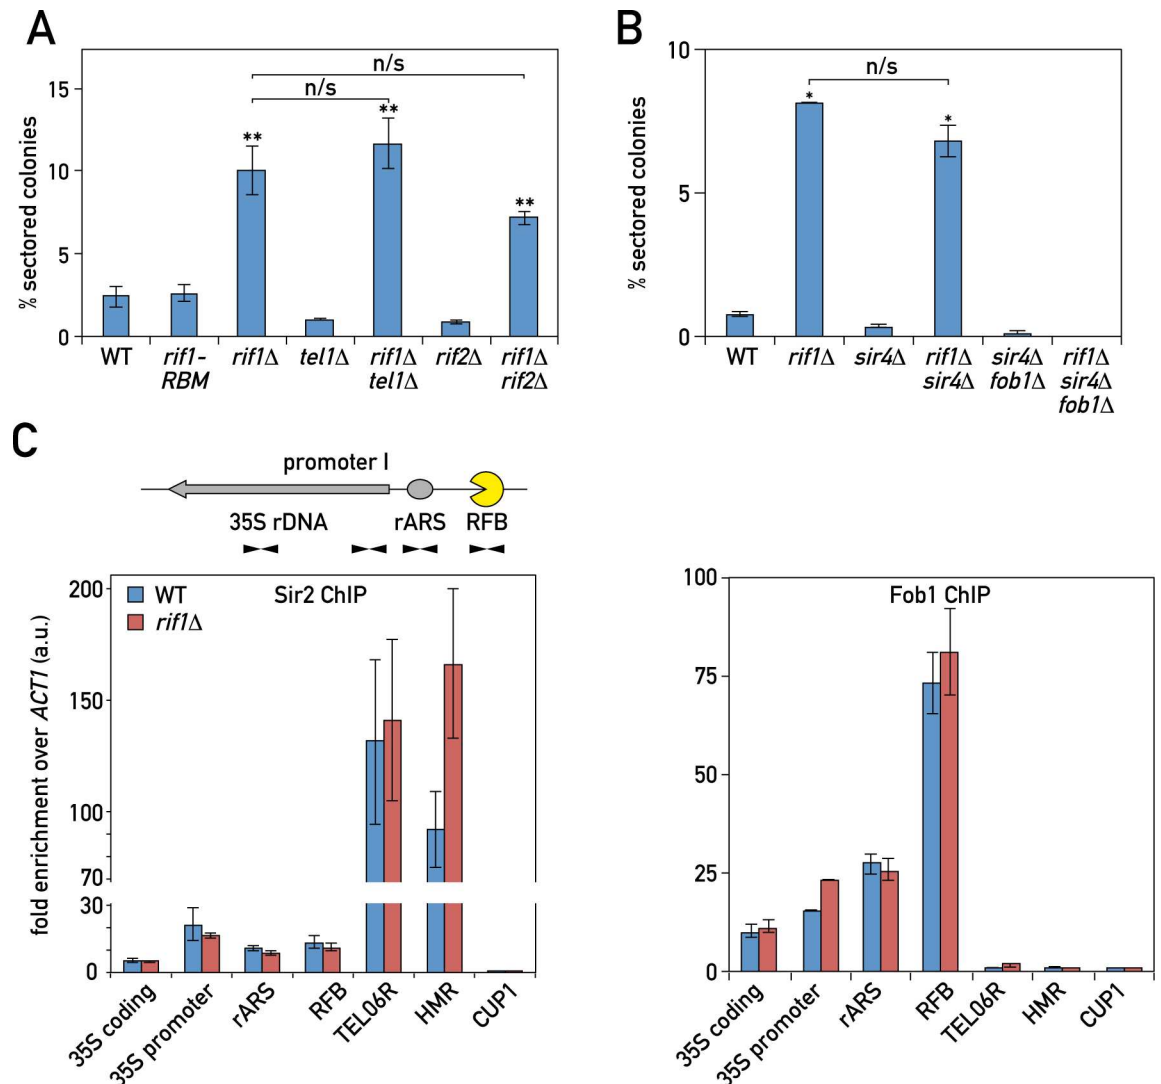 A
% sectored colonies
15
10
5
0
n/s
n/s
**
**
**
WT
rif1-
RBM
rif1Δ
tel1Δ
rif1Δ
tel1Δ
rif2Δ
rif1Δ
rif2Δ
B
% sectored colonies
10
5
0
n/s
*
*
WT
rif1Δ
sir4Δ
rif1Δ
sir4Δ
sir4Δ
fob1Δ
rif1Δ
sir4Δ
fob1Δ
C
promoter I
35S rDNA
rARS
RFB
fold enrichment over ACT1 (a.u.)
200
150
100
70
30
0
WT
rif1Δ
Sir2 ChIP
35S coding
35S promoter
rARS
RFB
TEL06R
HMR
CUP1
Fob1 ChIP
100
75
50
25
0
35S coding
35S promoter
rARS
RFB
TEL06R
HMR
CUP1